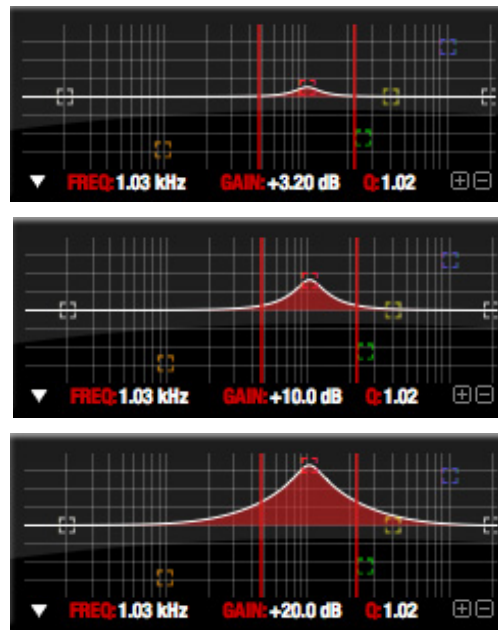 FREQ: 1.03 kHz GAIN: +3.20 dB Q: 1.02
FREQ: 1.03 kHz GAIN: +10.0 dB Q: 1.02
FREQ: 1.03 kHz GAIN: +20.0 dB Q: 1.02